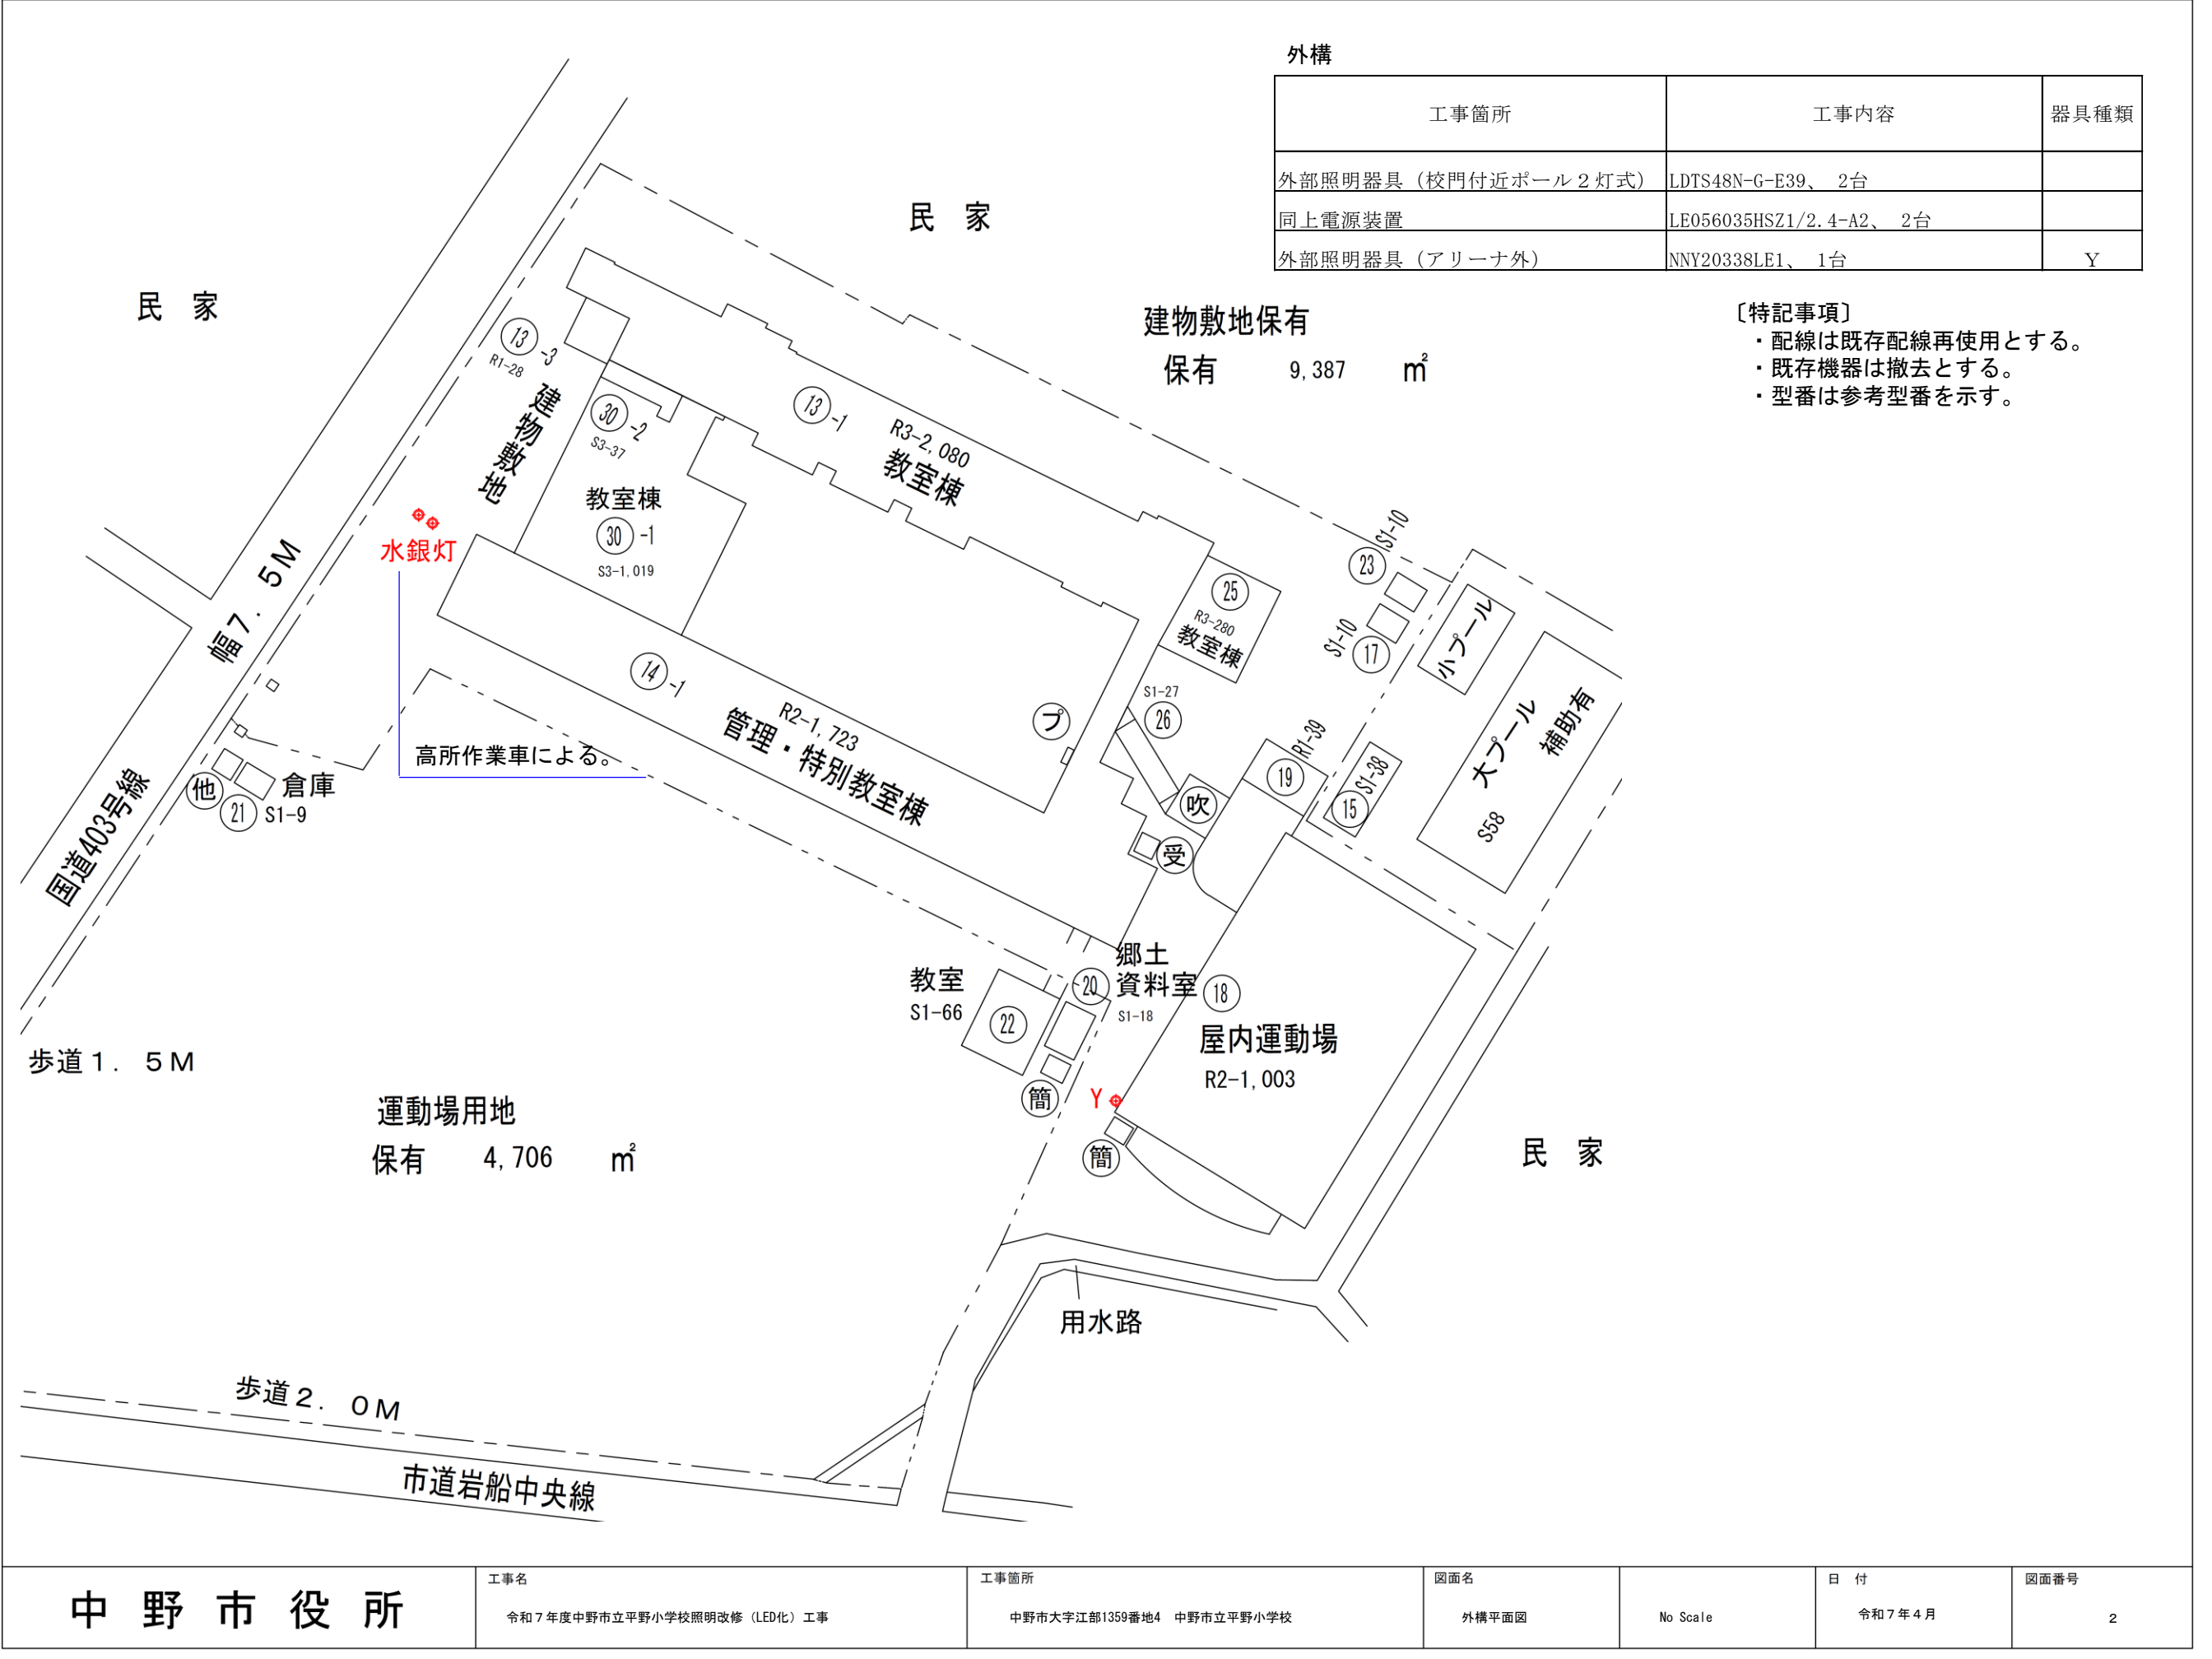 外構
工事箇所 工事内容 器具種類
外部照明器具（校門付近ポール２灯式） LDTS48N-G-E39、 2台
同上電源装置 LE056035HSZ1/2.4-A2、 2台
外部照明器具（アリーナ外） NNY20338LE1、 1台 Y
〔特記事項〕
・配線は既存配線再使用とする。
・既存機器は撤去とする。
・型番は参考型番を示す。
民 家
民 家
建物敷地保有
保有 9,387 ㎡
13 -3
R1-28
建物敷地
30 -2
S3-37
13 -1
R3-2,080
教室棟
教室棟
30 -1
S3-1,019
水銀灯
幅7．5M
23 S1-10
S1-10 17
25
R3-280
教室棟
小プール
大プール
補助有
S58
S1-27
26
プ
14 -1
R2-1,723
管理・特別教室棟
高所作業車による。
R1-39
19
S1-38
15
吹
受
他
倉庫
21 S1-9
国道403号線
歩道１．５M
教室
S1-66
22
20
郷土
資料室
S1-18
18
屋内運動場
R2-1,003
簡
Y
簡
運動場用地
保有 4,706 ㎡
民 家
用水路
歩道２．０M
市道岩船中央線
中野市役所
工事名
令和７年度中野市立平野小学校照明改修（LED化）工事
工事箇所
中野市大字江部1359番地4 中野市立平野小学校
図面名
外構平面図
No Scale
日 付
令和７年４月
図面番号
2